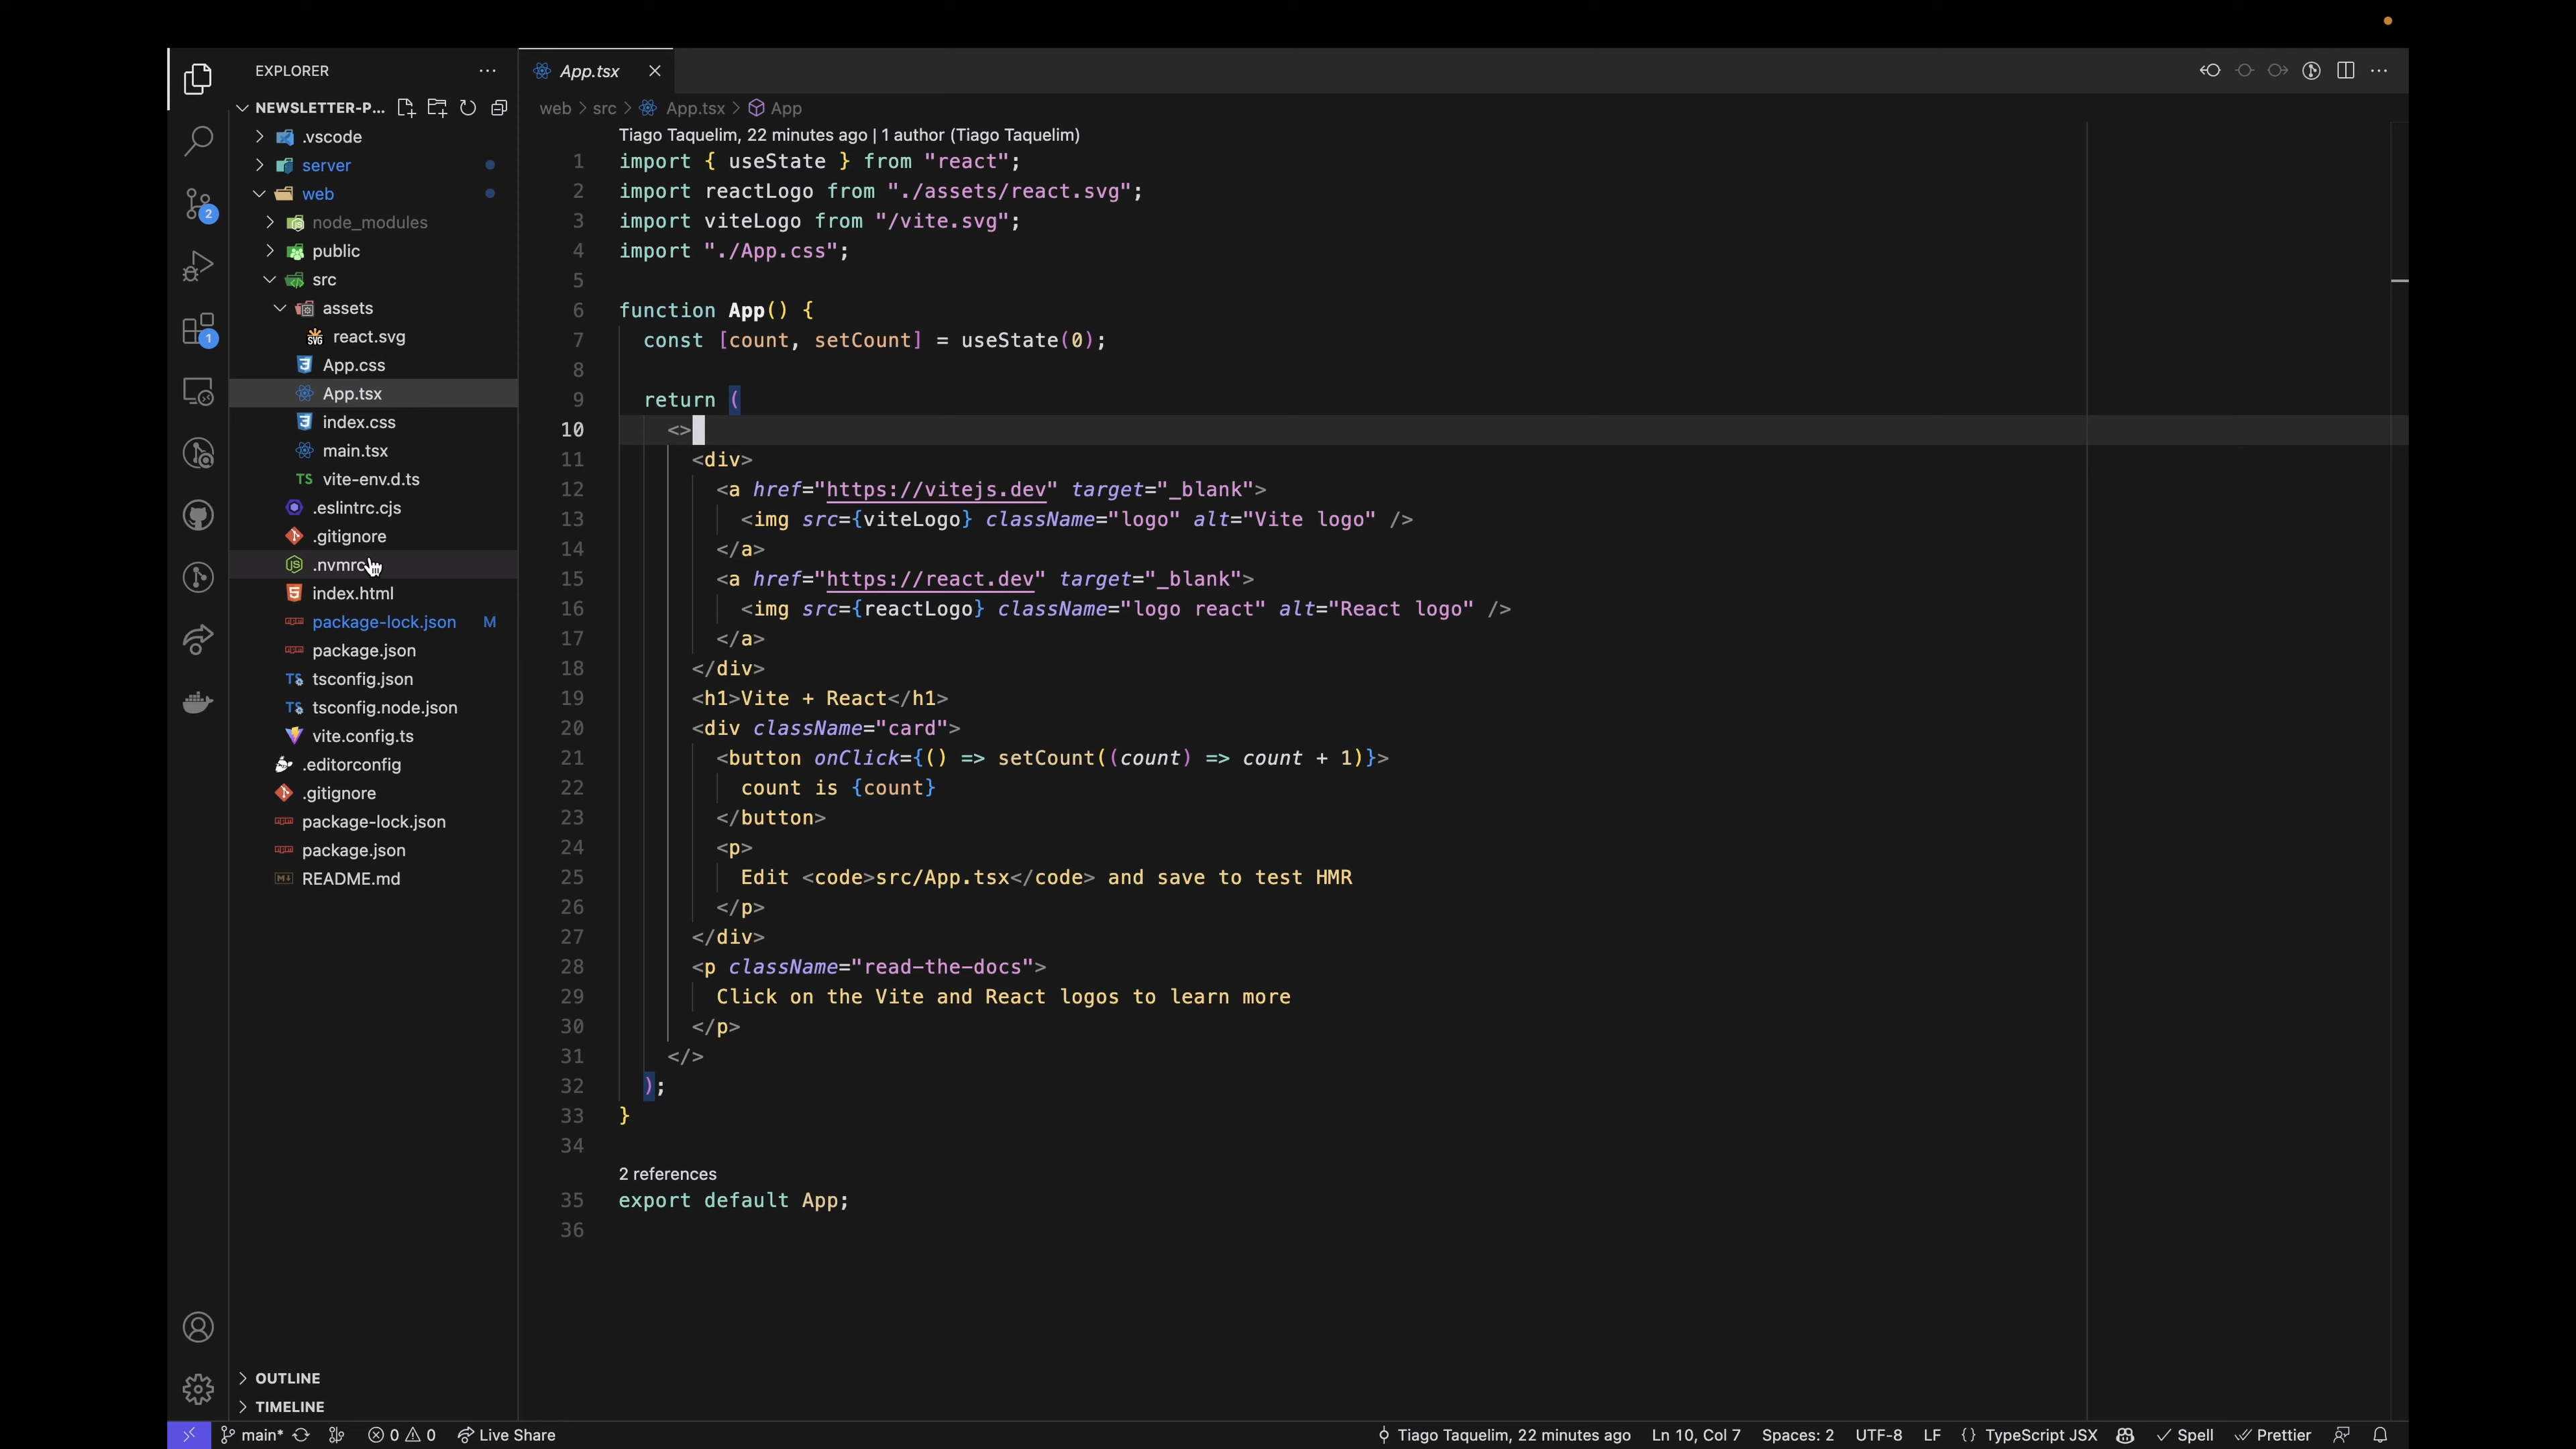 EXPLORER
NEWSLETTER-P...
.vscode
server
web
node_modules
public
src
assets
react.svg
App.css
App.tsx
index.css
main.tsx
TS vite-env.d.ts
.eslintrc.cjs
.gitignore
.nvmrc
index.html
package-lock.json M
package.json
tsconfig.json
tsconfig.node.json
vite.config.ts
.editorconfig
.gitignore
package-lock.json
package.json
README.md
OUTLINE
TIMELINE
2
1
App.tsx
web > src > App.tsx > App
Tiago Taquelim, 22 minutes ago | 1 author (Tiago Taquelim)
1 import { useState } from "react";
2 import reactLogo from "./assets/react.svg";
3 import viteLogo from "/vite.svg";
4 import "./App.css";
5
6 function App() {
7 const [count, setCount] = useState(0);
8
9 return (
10 <>
11 <div>
12 <a href="https://vitejs.dev" target="_blank">
13 <img src={viteLogo} className="logo" alt="Vite logo" />
14 </a>
15 <a href="https://react.dev" target="_blank">
16 <img src={reactLogo} className="logo react" alt="React logo" />
17 </a>
18 </div>
19 <h1>Vite + React</h1>
20 <div className="card">
21 <button onClick={() => setCount((count) => count + 1)}>
22 count is {count}
23 </button>
24 <p>
25 Edit <code>src/App.tsx</code> and save to test HMR
26 </p>
27 </div>
28 <p className="read-the-docs">
29 Click on the Vite and React logos to learn more
30 </p>
31 </>
32 );
33 }
34
2 references
35 export default App;
36
main* 0 0 Live Share Tiago Taquelim, 22 minutes ago Ln 10, Col 7 Spaces: 2 UTF-8 LF {} TypeScript JSX Spell Prettier